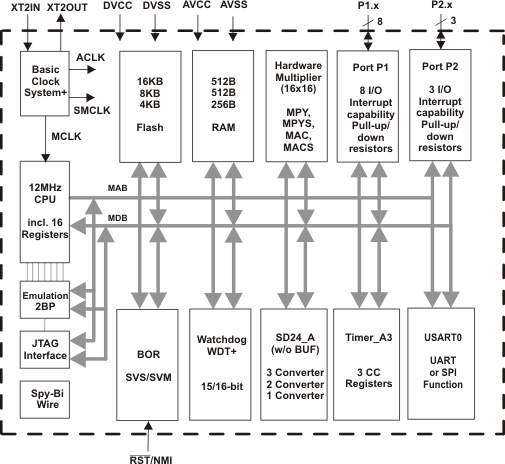 XT2IN XT2OUT DVCC DVSS AVCC AVSS P1.x P2.x
8 3
Basic
Clock
System+
ACLK
SMCLK
MCLK
16KB
8KB
4KB
Flash
512B
512B
256B
RAM
Hardware
Multiplier
(16x16)
MPY,
MPYS,
MAC,
MACS
Port P1
8 I/O
Interrupt
capability
Pull-up/
down
resistors
Port P2
3 I/O
Interrupt
capability
Pull-up/
down
resistors
12MHz
CPU
incl. 16
Registers
MAB
MDB
Emulation
2BP
JTAG
Interface
Spy-Bi
Wire
BOR
SVS/SVM
Watchdog
WDT+
15/16-bit
SD24_A
(w/o BUF)
3 Converter
2 Converter
1 Converter
Timer_A3
3 CC
Registers
USART0
UART
or SPI
Function
RST/NMI